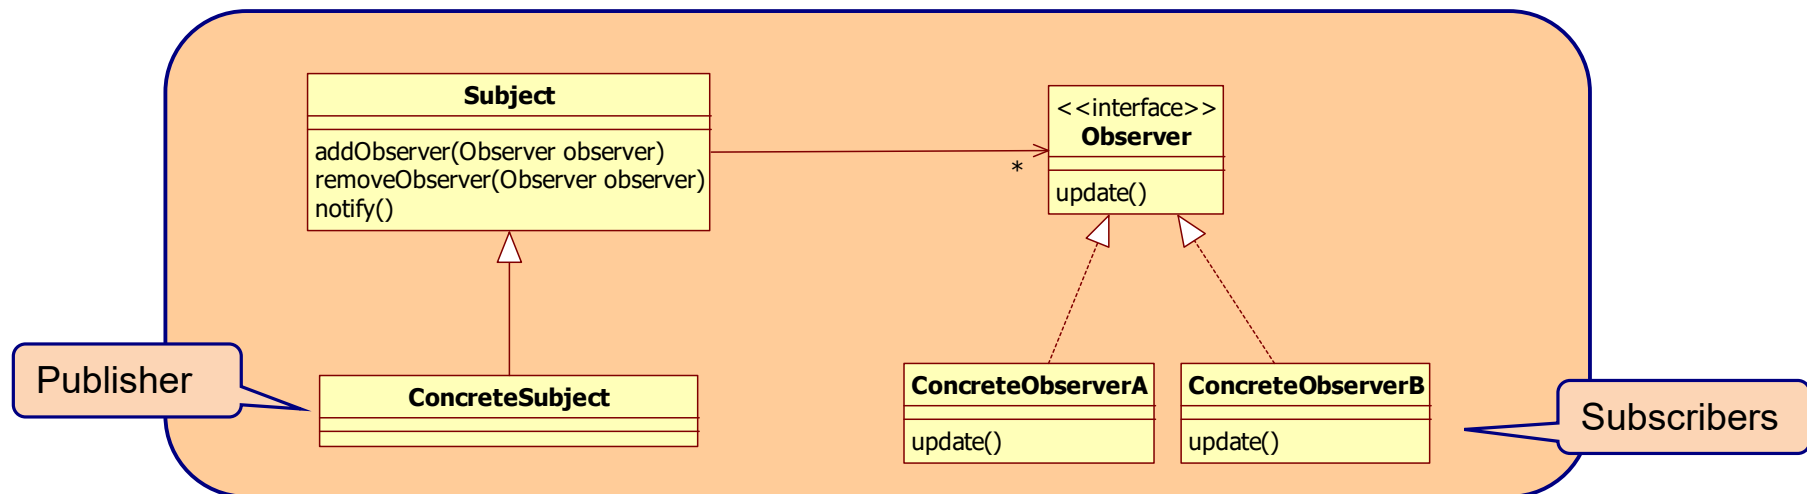 Subject
addObserver(Observer observer)
removeObserver(Observer observer)
notify()
<<interface>>
Observer
*
update()
Publisher
ConcreteSubject
ConcreteObserverA
update()
ConcreteObserverB
update()
Subscribers